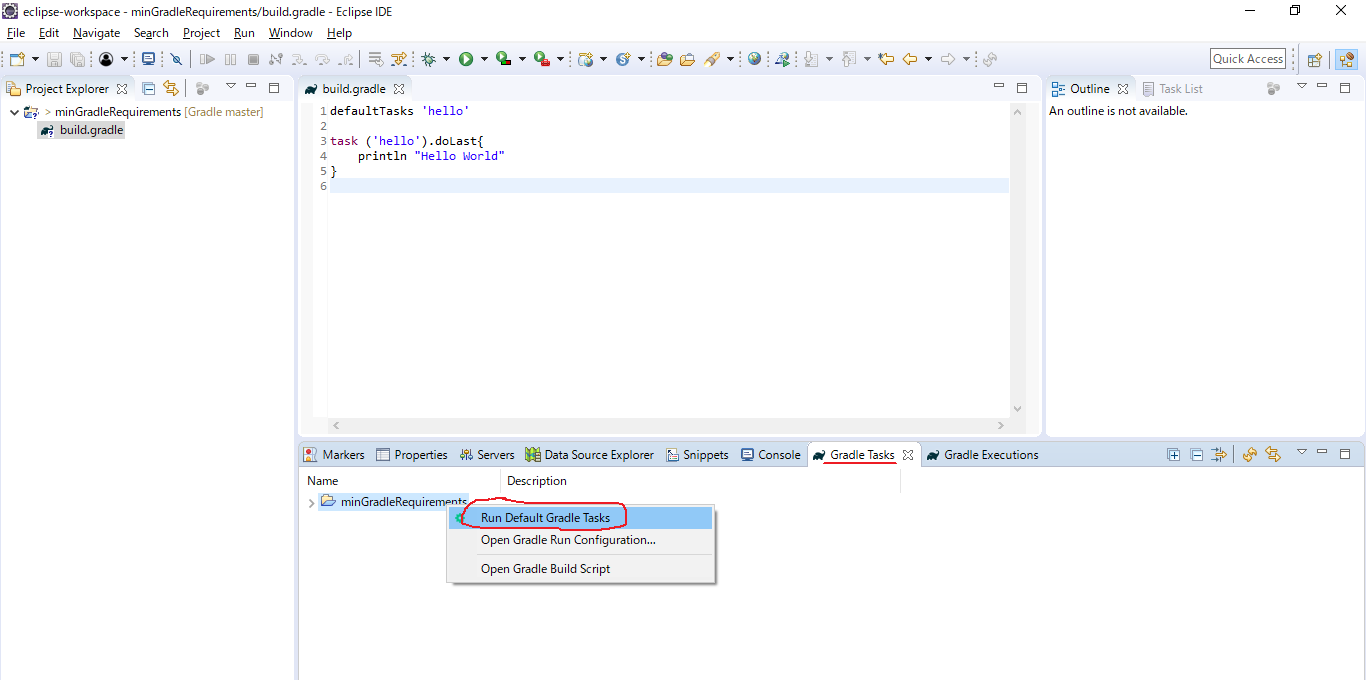 eclipse-workspace - minGradleRequirements/build.gradle - Eclipse IDE
File Edit Navigate Search Project Run Window Help
Quick Access
Project Explorer
> minGradleRequirements [Gradle master]
build.gradle
build.gradle
1 defaultTasks 'hello'
2
3 task ('hello').doLast{
4     println "Hello World"
5 }
6
Outline Task List
An outline is not available.
Markers Properties Servers Data Source Explorer Snippets Console Gradle Tasks Gradle Executions
Name Description
minGradleRequirements
Run Default Gradle Tasks
Open Gradle Run Configuration...
Open Gradle Build Script